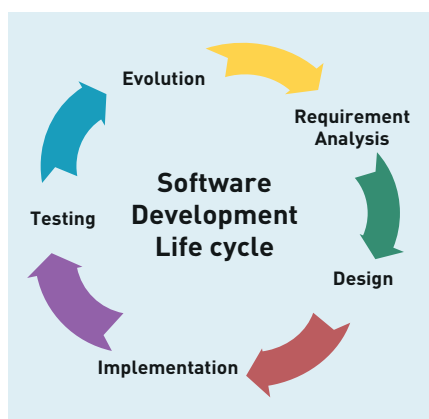 Evolution
Requirement
Analysis
Software
Development
Life cycle
Testing
Design
Implementation